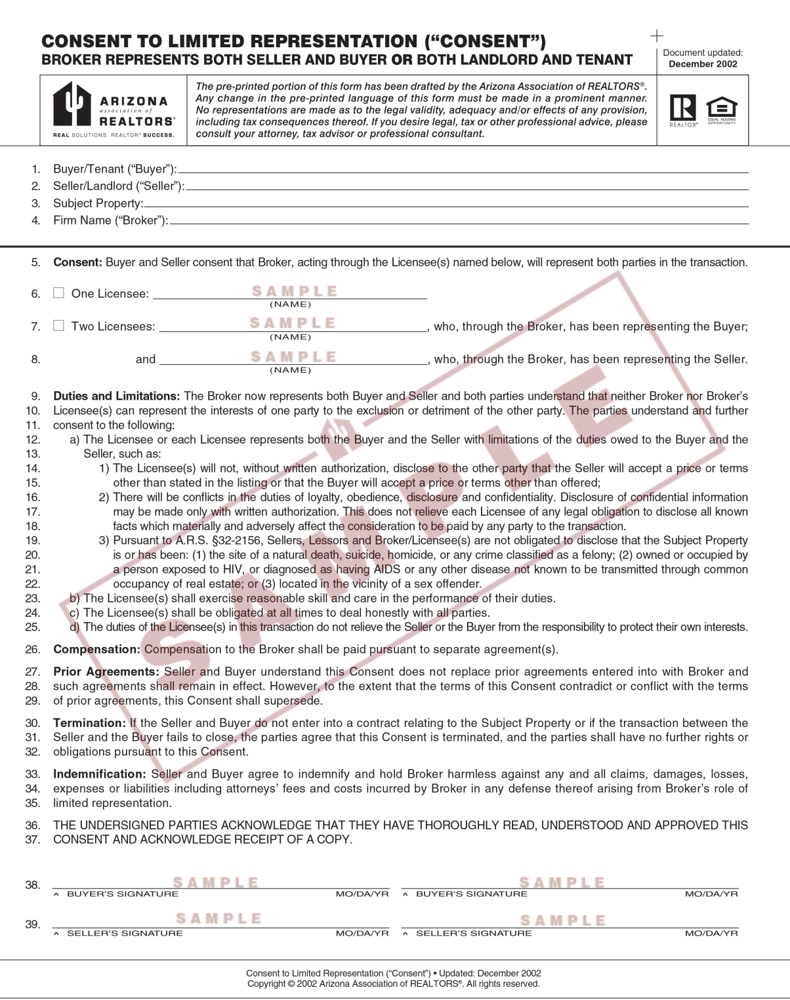 CONSENT TO LIMITED REPRESENTATION (“CONSENT”)
BROKER REPRESENTS BOTH SELLER AND BUYER OR BOTH LANDLORD AND TENANT
Document updated:
December 2002
ARIZONA
association of
REALTORS®
REAL SOLUTIONS. REALTOR® SUCCESS.
The pre-printed portion of this form has been drafted by the Arizona Association of REALTORS®.
Any change in the pre-printed language of this form must be made in a prominent manner.
No representations are made as to the legal validity, adequacy and/or effects of any provision,
including tax consequences thereof. If you desire legal, tax or other professional advice, please
consult your attorney, tax advisor or professional consultant.
R
REALTOR®
EQUAL HOUSING
OPPORTUNITY
1. Buyer/Tenant (“Buyer”):
2. Seller/Landlord (“Seller”):
3. Subject Property:
4. Firm Name (“Broker”):
5. Consent: Buyer and Seller consent that Broker, acting through the Licensee(s) named below, will represent both parties in the transaction.
6. One Licensee: SAMPLE
(NAME)
7. Two Licensees: SAMPLE, who, through the Broker, has been representing the Buyer;
(NAME)
8. and SAMPLE, who, through the Broker, has been representing the Seller.
(NAME)
9. Duties and Limitations: The Broker now represents both Buyer and Seller and both parties understand that neither Broker nor Broker’s
10. Licensee(s) can represent the interests of one party to the exclusion or detriment of the other party. The parties understand and further
11. consent to the following:
12. a) The Licensee or each Licensee represents both the Buyer and the Seller with limitations of the duties owed to the Buyer and the
13. Seller, such as:
14. 1) The Licensee(s) will not, without written authorization, disclose to the other party that the Seller will accept a price or terms
15. other than stated in the listing or that the Buyer will accept a price or terms other than offered;
16. 2) There will be conflicts in the duties of loyalty, obedience, disclosure and confidentiality. Disclosure of confidential information
17. may be made only with written authorization. This does not relieve each Licensee of any legal obligation to disclose all known
18. facts which materially and adversely affect the consideration to be paid by any party to the transaction.
19. 3) Pursuant to A.R.S. §32-2156, Sellers, Lessors and Broker/Licensee(s) are not obligated to disclose that the Subject Property
20. is or has been: (1) the site of a natural death, suicide, homicide, or any crime classified as a felony; (2) owned or occupied by
21. a person exposed to HIV, or diagnosed as having AIDS or any other disease not known to be transmitted through common
22. occupancy of real estate; or (3) located in the vicinity of a sex offender.
23. b) The Licensee(s) shall exercise reasonable skill and care in the performance of their duties.
24. c) The Licensee(s) shall be obligated at all times to deal honestly with all parties.
25. d) The duties of the Licensee(s) in this transaction do not relieve the Seller or the Buyer from the responsibility to protect their own interests.
SAMPLE
26. Compensation: Compensation to the Broker shall be paid pursuant to separate agreement(s).
27. Prior Agreements: Seller and Buyer understand this Consent does not replace prior agreements entered into with Broker and
28. such agreements shall remain in effect. However, to the extent that the terms of this Consent contradict or conflict with the terms
29. of prior agreements, this Consent shall supersede.
30. Termination: If the Seller and Buyer do not enter into a contract relating to the Subject Property or if the transaction between the
31. Seller and the Buyer fails to close, the parties agree that this Consent is terminated, and the parties shall have no further rights or
32. obligations pursuant to this Consent.
33. Indemnification: Seller and Buyer agree to indemnify and hold Broker harmless against any and all claims, damages, losses,
34. expenses or liabilities including attorneys’ fees and costs incurred by Broker in any defense thereof arising from Broker’s role of
35. limited representation.
36. THE UNDERSIGNED PARTIES ACKNOWLEDGE THAT THEY HAVE THOROUGHLY READ, UNDERSTOOD AND APPROVED THIS
37. CONSENT AND ACKNOWLEDGE RECEIPT OF A COPY.
38. SAMPLE SAMPLE
^ BUYER’S SIGNATURE MO/DA/YR ^ BUYER’S SIGNATURE MO/DA/YR
39. SAMPLE SAMPLE
^ SELLER’S SIGNATURE MO/DA/YR ^ SELLER’S SIGNATURE MO/DA/YR
Consent to Limited Representation (“Consent”) • Updated: December 2002
Copyright © 2002 Arizona Association of REALTORS®. All rights reserved.